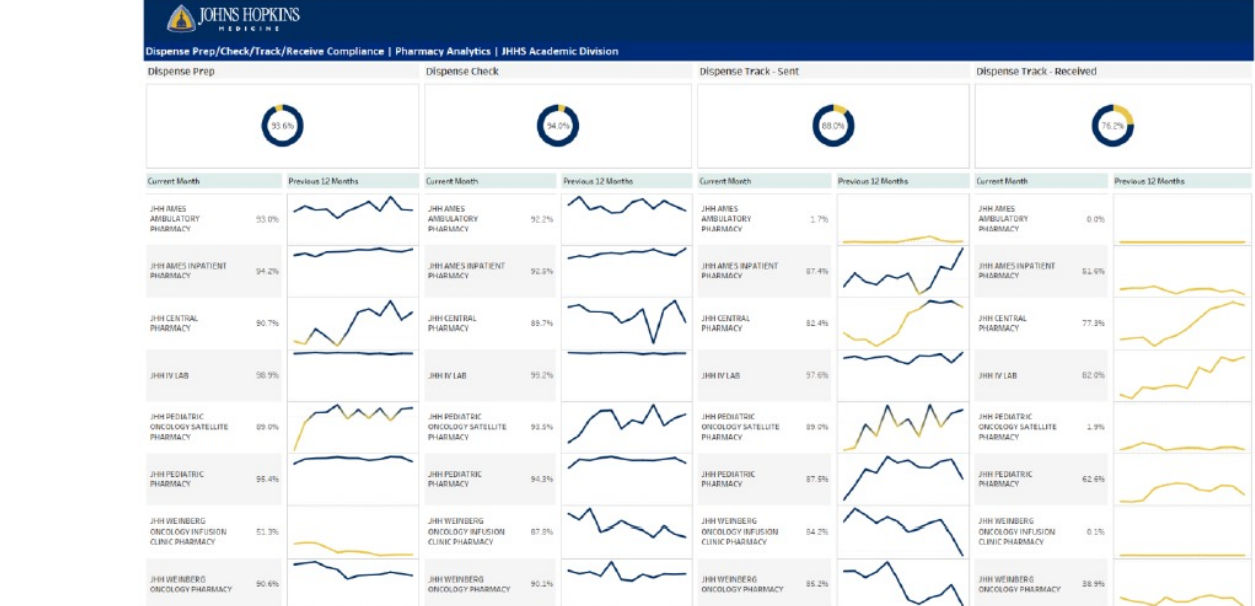 JOHNS HOPKINS
MEDICINE
Dispense Prep/Check/Track/Receive Compliance | Pharmacy Analytics | JHHS Academic Division
Dispense Prep Dispense Check Dispense Track - Sent Dispense Track - Received
93.6% 94.0% 88.0% 76.2%
Current Month Previous 12 Months Current Month Previous 12 Months Current Month Previous 12 Months Current Month Previous 12 Months
JHH AMES JHH AMES JHH AMES JHH AMES
AMBULATORY 93.0% AMBULATORY 92.2% AMBULATORY 1.7% AMBULATORY 0.0%
PHARMACY PHARMACY PHARMACY PHARMACY
JHH AMES INPATIENT 94.2% JHH AMES INPATIENT JHH AMES INPATIENT 87.4% JHH AMES INPATIENT 51.6%
PHARMACY PHARMACY PHARMACY PHARMACY
JHH CENTRAL 90.7% JHH CENTRAL 89.7% JHH CENTRAL 82.4% JHH CENTRAL 77.3%
PHARMACY PHARMACY PHARMACY PHARMACY
JHH IV LAB 98.9% JHH IV LAB 99.2% JHH IV LAB 97.6% JHH IV LAB 82.0%
JHH PEDIATRIC JHH PEDIATRIC JHH PEDIATRIC JHH PEDIATRIC
ONCOLOGY SATELLITE 89.0% ONCOLOGY SATELLITE ONCOLOGY SATELLITE 89.0% ONCOLOGY SATELLITE 1.9%
PHARMACY PHARMACY PHARMACY PHARMACY
JHH PEDIATRIC JHH PEDIATRIC 94.3% JHH PEDIATRIC JHH PEDIATRIC 62.6%
PHARMACY PHARMACY PHARMACY PHARMACY
JHH WEINBERG JHH WEINBERG JHH WEINBERG JHH WEINBERG
ONCOLOGY INFUSION 51.3% ONCOLOGY INFUSION 87.8% ONCOLOGY INFUSION 84.2% ONCOLOGY INFUSION 0.1%
CLINIC PHARMACY CLINIC PHARMACY CLINIC PHARMACY CLINIC PHARMACY
JHH WEINBERG 90.6% JHH WEINBERG 90.1% JHH WEINBERG JHH WEINBERG 38.9%
ONCOLOGY PHARMACY ONCOLOGY PHARMACY ONCOLOGY PHARMACY ONCOLOGY PHARMACY